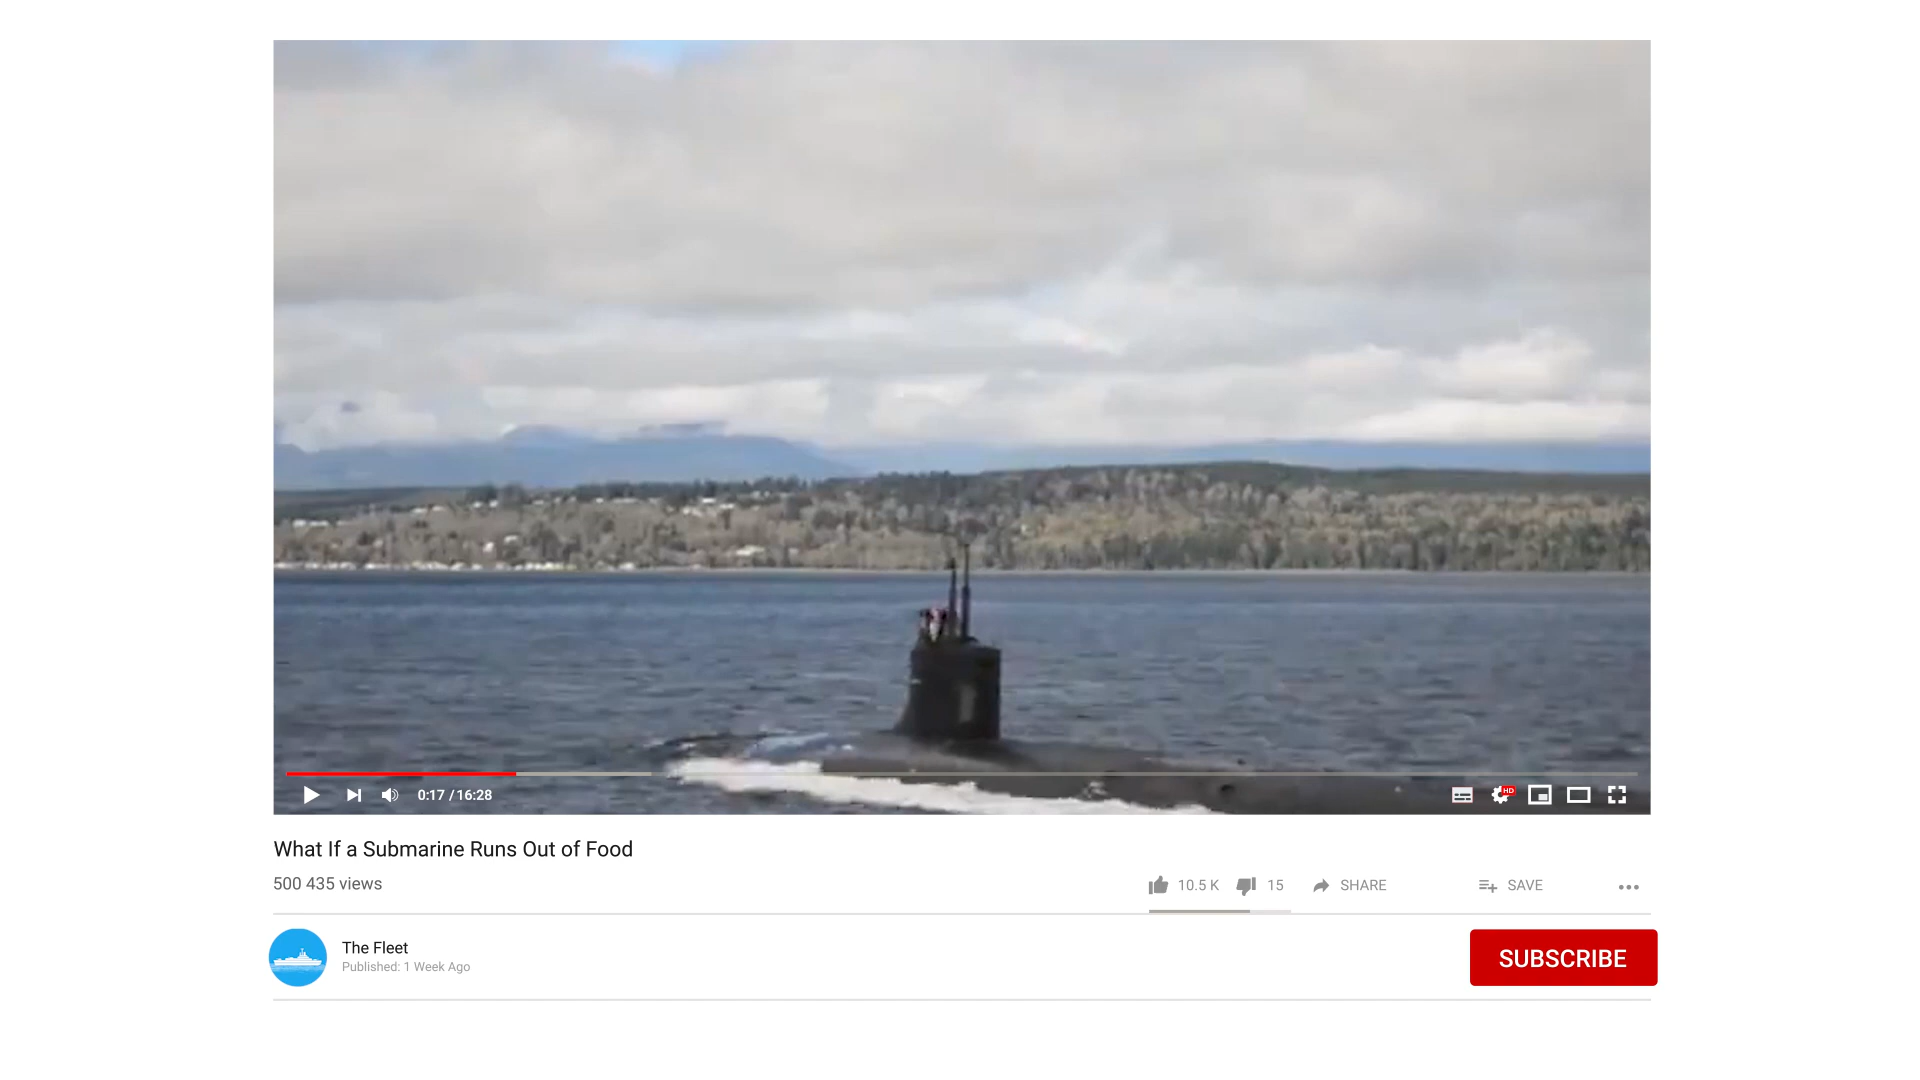 0:17 / 16:28
HD
What If a Submarine Runs Out of Food
500 435 views
10.5 K 15 SHARE SAVE
The Fleet
Published: 1 Week Ago
SUBSCRIBE